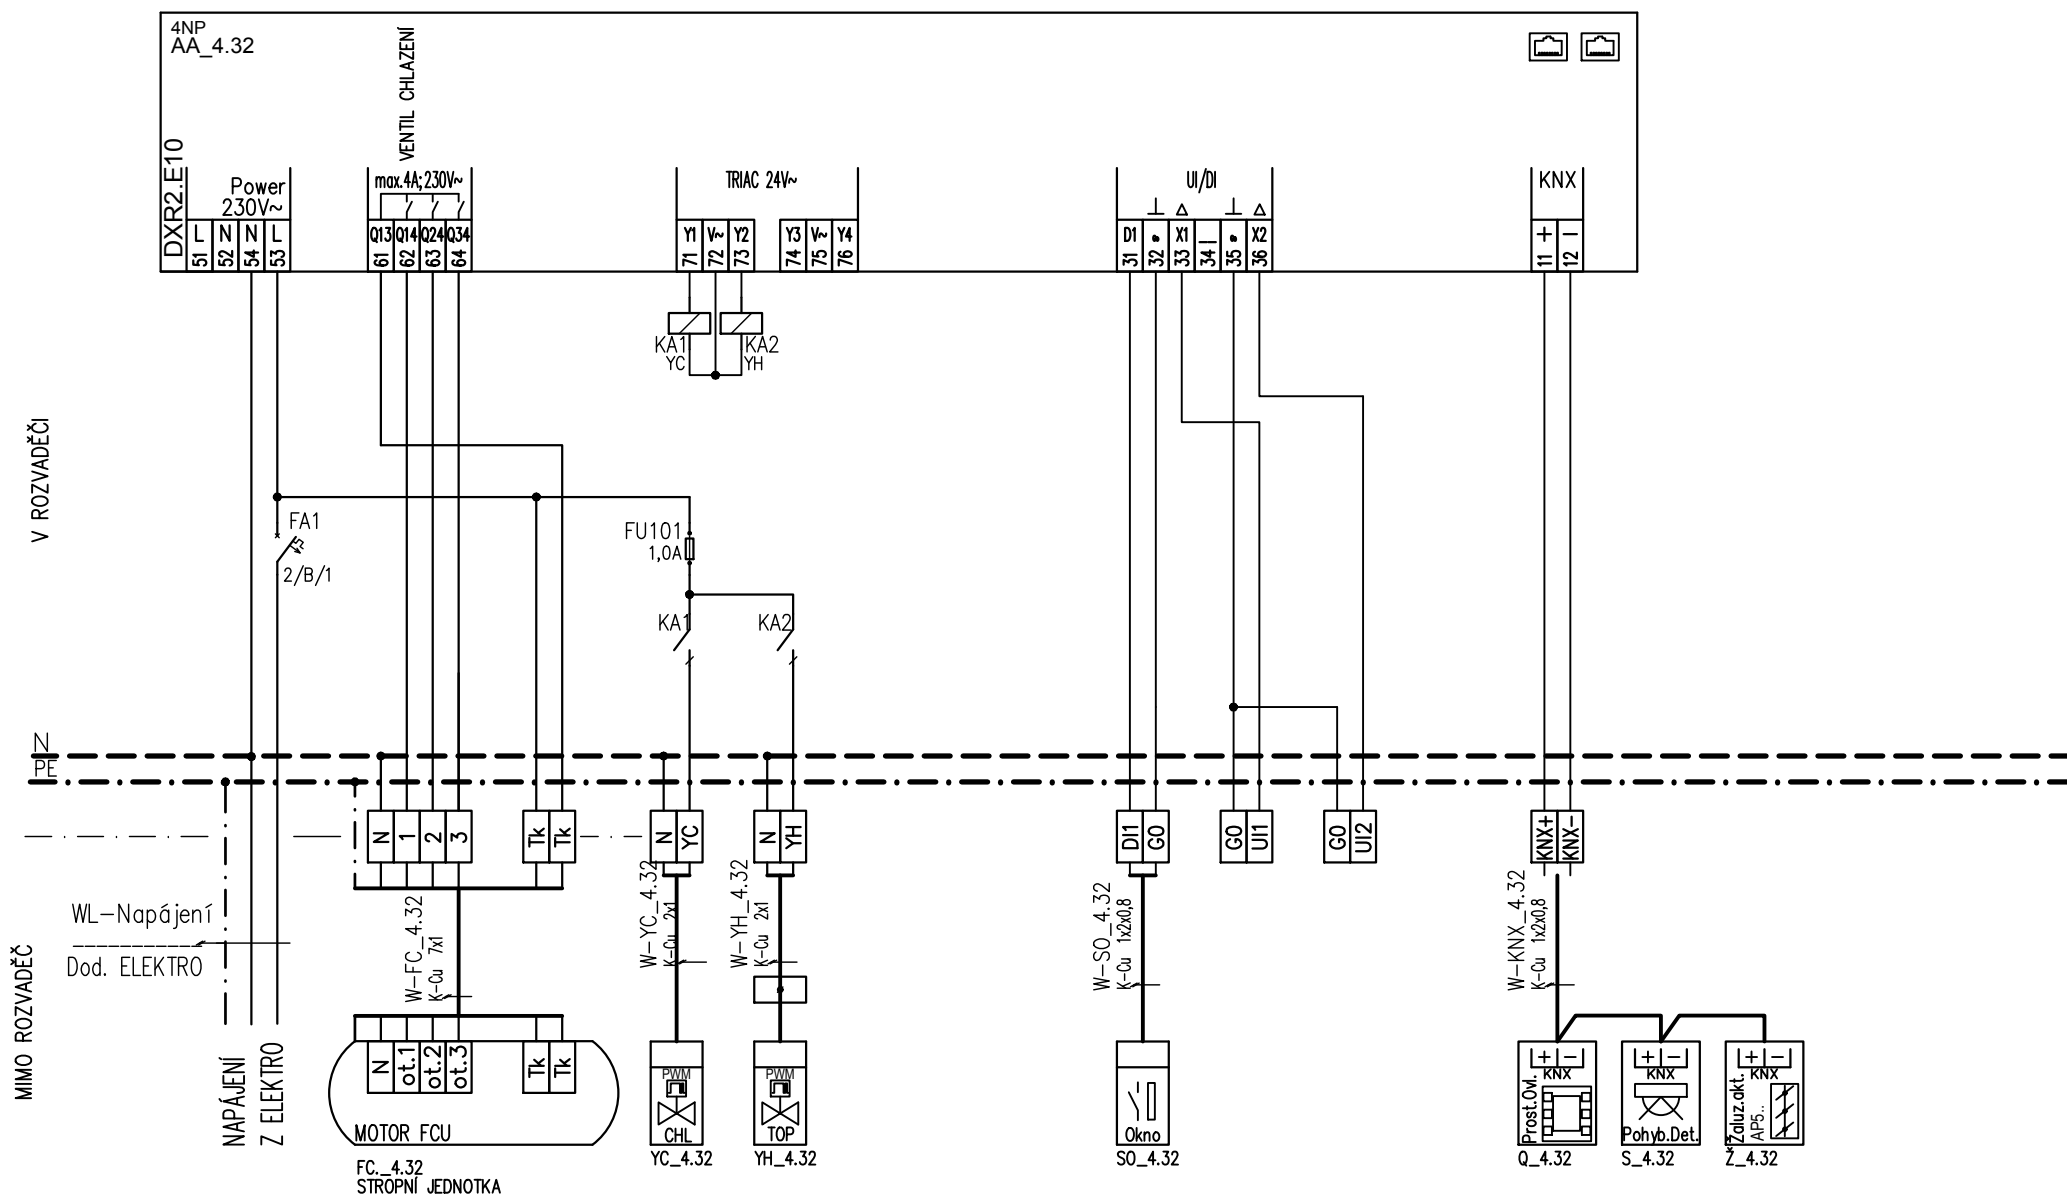 4NP
AA_4.32
DXR2.E10
Power
230V~
L N N L
51 52 54 53
VENTIL CHLAZENÍ
max.4A;230V~
Q13 Q14 Q24 Q34
61 62 63 64
TRIAC 24V~
Y1 V~ Y2 Y3 V~ Y4
71 72 73 74 75 76
UI/DI
D1 X1 X2
31 32 33 34 35 36
KNX
+ −
11 12
KA1
YC
KA2
YH
V ROZVADĚČI
FA1
2/B/1
FU101
1,0A
KA1
KA2
N
PE
N 1 2 3 Tk Tk
N YC
N YH
DI1 GO
GO UI1
GO UI2
KNX+ KNX-
MIMO ROZVADĚČ
WL-Napájení
Dod. ELEKTRO
NAPÁJENÍ
Z ELEKTRO
W-FC_4.32
K-Cu 7x1
W-YC_4.32
K-Cu 2x1
W-YH_4.32
K-Cu 2x1
W-SO_4.32
K-Cu 1x2x0,8
W-KNX_4.32
K-Cu 1x2x0,8
N ot.1 ot.2 ot.3 Tk Tk
MOTOR FCU
FC._4.32
STROPNÍ JEDNOTKA
PWM
CHL
YC_4.32
PWM
TOP
YH_4.32
Okno
SO_4.32
+ −
KNX
Prost.Ovl.
Q_4.32
+ −
KNX
Pohyb.Det.
S_4.32
+ −
KNX
Žaluz.akt.
AP5..
Ž_4.32